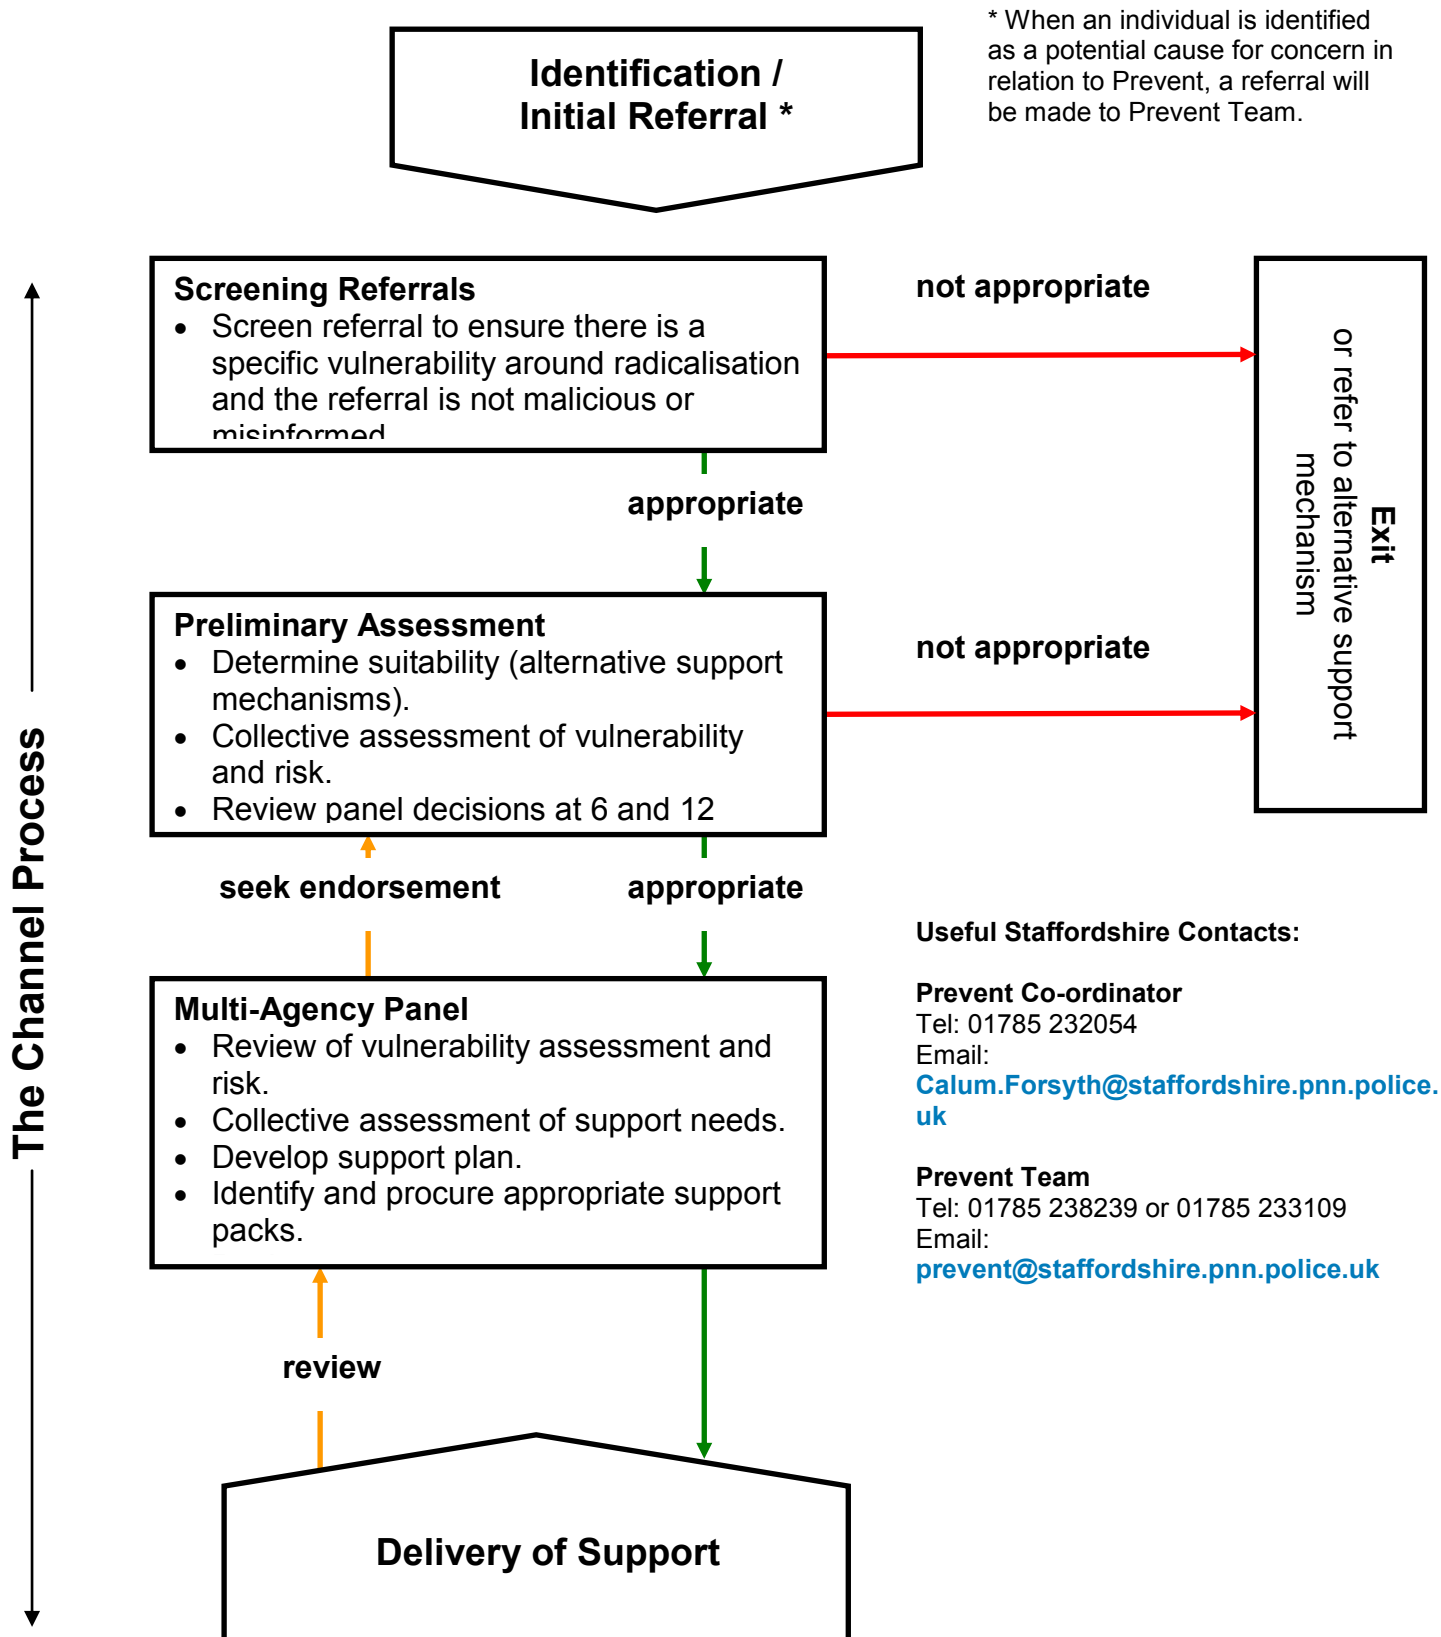 * When an individual is identified
as a potential cause for concern in
relation to Prevent, a referral will
be made to Prevent Team.
Identification /
Initial Referral *
The Channel Process
Screening Referrals
• Screen referral to ensure there is a
specific vulnerability around radicalisation
and the referral is not malicious or
misinformed
not appropriate
appropriate
Exit
or refer to alternative support
mechanism
Preliminary Assessment
• Determine suitability (alternative support
mechanisms).
• Collective assessment of vulnerability
and risk.
• Review panel decisions at 6 and 12
not appropriate
seek endorsement
appropriate
Multi-Agency Panel
• Review of vulnerability assessment and
risk.
• Collective assessment of support needs.
• Develop support plan.
• Identify and procure appropriate support
packs.
Useful Staffordshire Contacts:
Prevent Co-ordinator
Tel: 01785 232054
Email:
Calum.Forsyth@staffordshire.pnn.police.
uk
Prevent Team
Tel: 01785 238239 or 01785 233109
Email:
prevent@staffordshire.pnn.police.uk
review
Delivery of Support